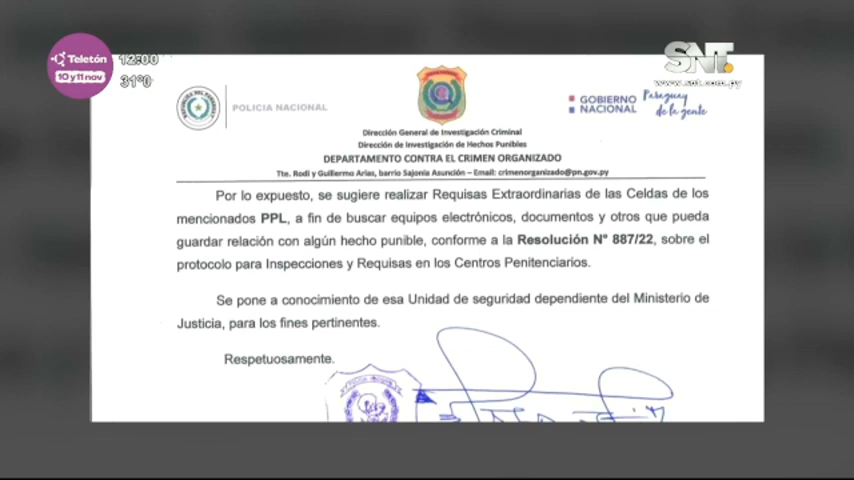 Teletón
10 y 11 nov
12:00
31°0
SNT.
www.snt.com.py
POLICIA NACIONAL
GOBIERNO
NACIONAL
Paraguay
de la gente
Dirección General de Investigación Criminal
Dirección de Investigación de Hechos Punibles
DEPARTAMENTO CONTRA EL CRIMEN ORGANIZADO
Tte. Rodi y Guillermo Arias, barrio Sajonia Asunción – Email: crimenorganizado@pn.gov.py
Por lo expuesto, se sugiere realizar Requisas Extraordinarias de las Celdas de los
mencionados PPL, a fin de buscar equipos electrónicos, documentos y otros que pueda
guardar relación con algún hecho punible, conforme a la Resolución N° 887/22, sobre el
protocolo para Inspecciones y Requisas en los Centros Penitenciarios.
Se pone a conocimiento de esa Unidad de seguridad dependiente del Ministerio de
Justicia, para los fines pertinentes.
Respetuosamente.